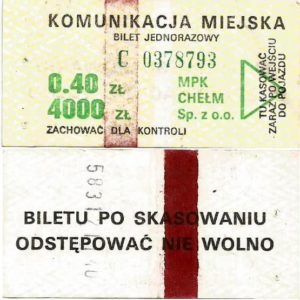 KOMUNIKACJA MIEJSKA
BILET JEDNORAZOWY
C 0378793
0.40 ZŁ
4000 ZŁ
MPK
CHEŁM
Sp. z o.o.
ZACHOWAĆ DLA KONTROLI
TU KASOWAĆ
ZARAZ PO WEJŚCIU
DO POJAZDU
BILETU PO SKASOWANIU
ODSTĘPOWAĆ NIE WOLNO